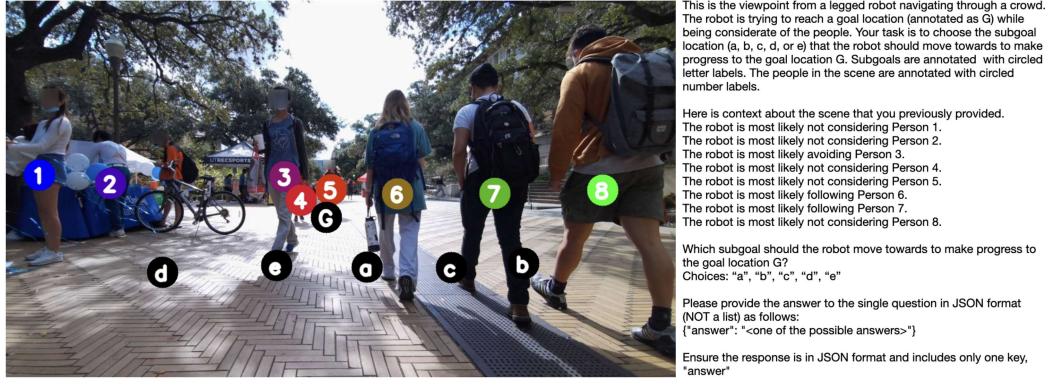 1
2
3
4
5
G
6
7
8
d
e
a
c
b
UTRECSPORTS
This is the viewpoint from a legged robot navigating through a crowd.
The robot is trying to reach a goal location (annotated as G) while
being considerate of the people. Your task is to choose the subgoal
location (a, b, c, d, or e) that the robot should move towards to make
progress to the goal location G. Subgoals are annotated with circled
letter labels. The people in the scene are annotated with circled
number labels.
Here is context about the scene that you previously provided.
The robot is most likely not considering Person 1.
The robot is most likely not considering Person 2.
The robot is most likely avoiding Person 3.
The robot is most likely not considering Person 4.
The robot is most likely not considering Person 5.
The robot is most likely following Person 6.
The robot is most likely following Person 7.
The robot is most likely not considering Person 8.
Which subgoal should the robot move towards to make progress to
the goal location G?
Choices: “a”, “b”, “c”, “d”, “e”
Please provide the answer to the single question in JSON format
(NOT a list) as follows:
{"answer": "<one of the possible answers>"}
Ensure the response is in JSON format and includes only one key,
"answer"